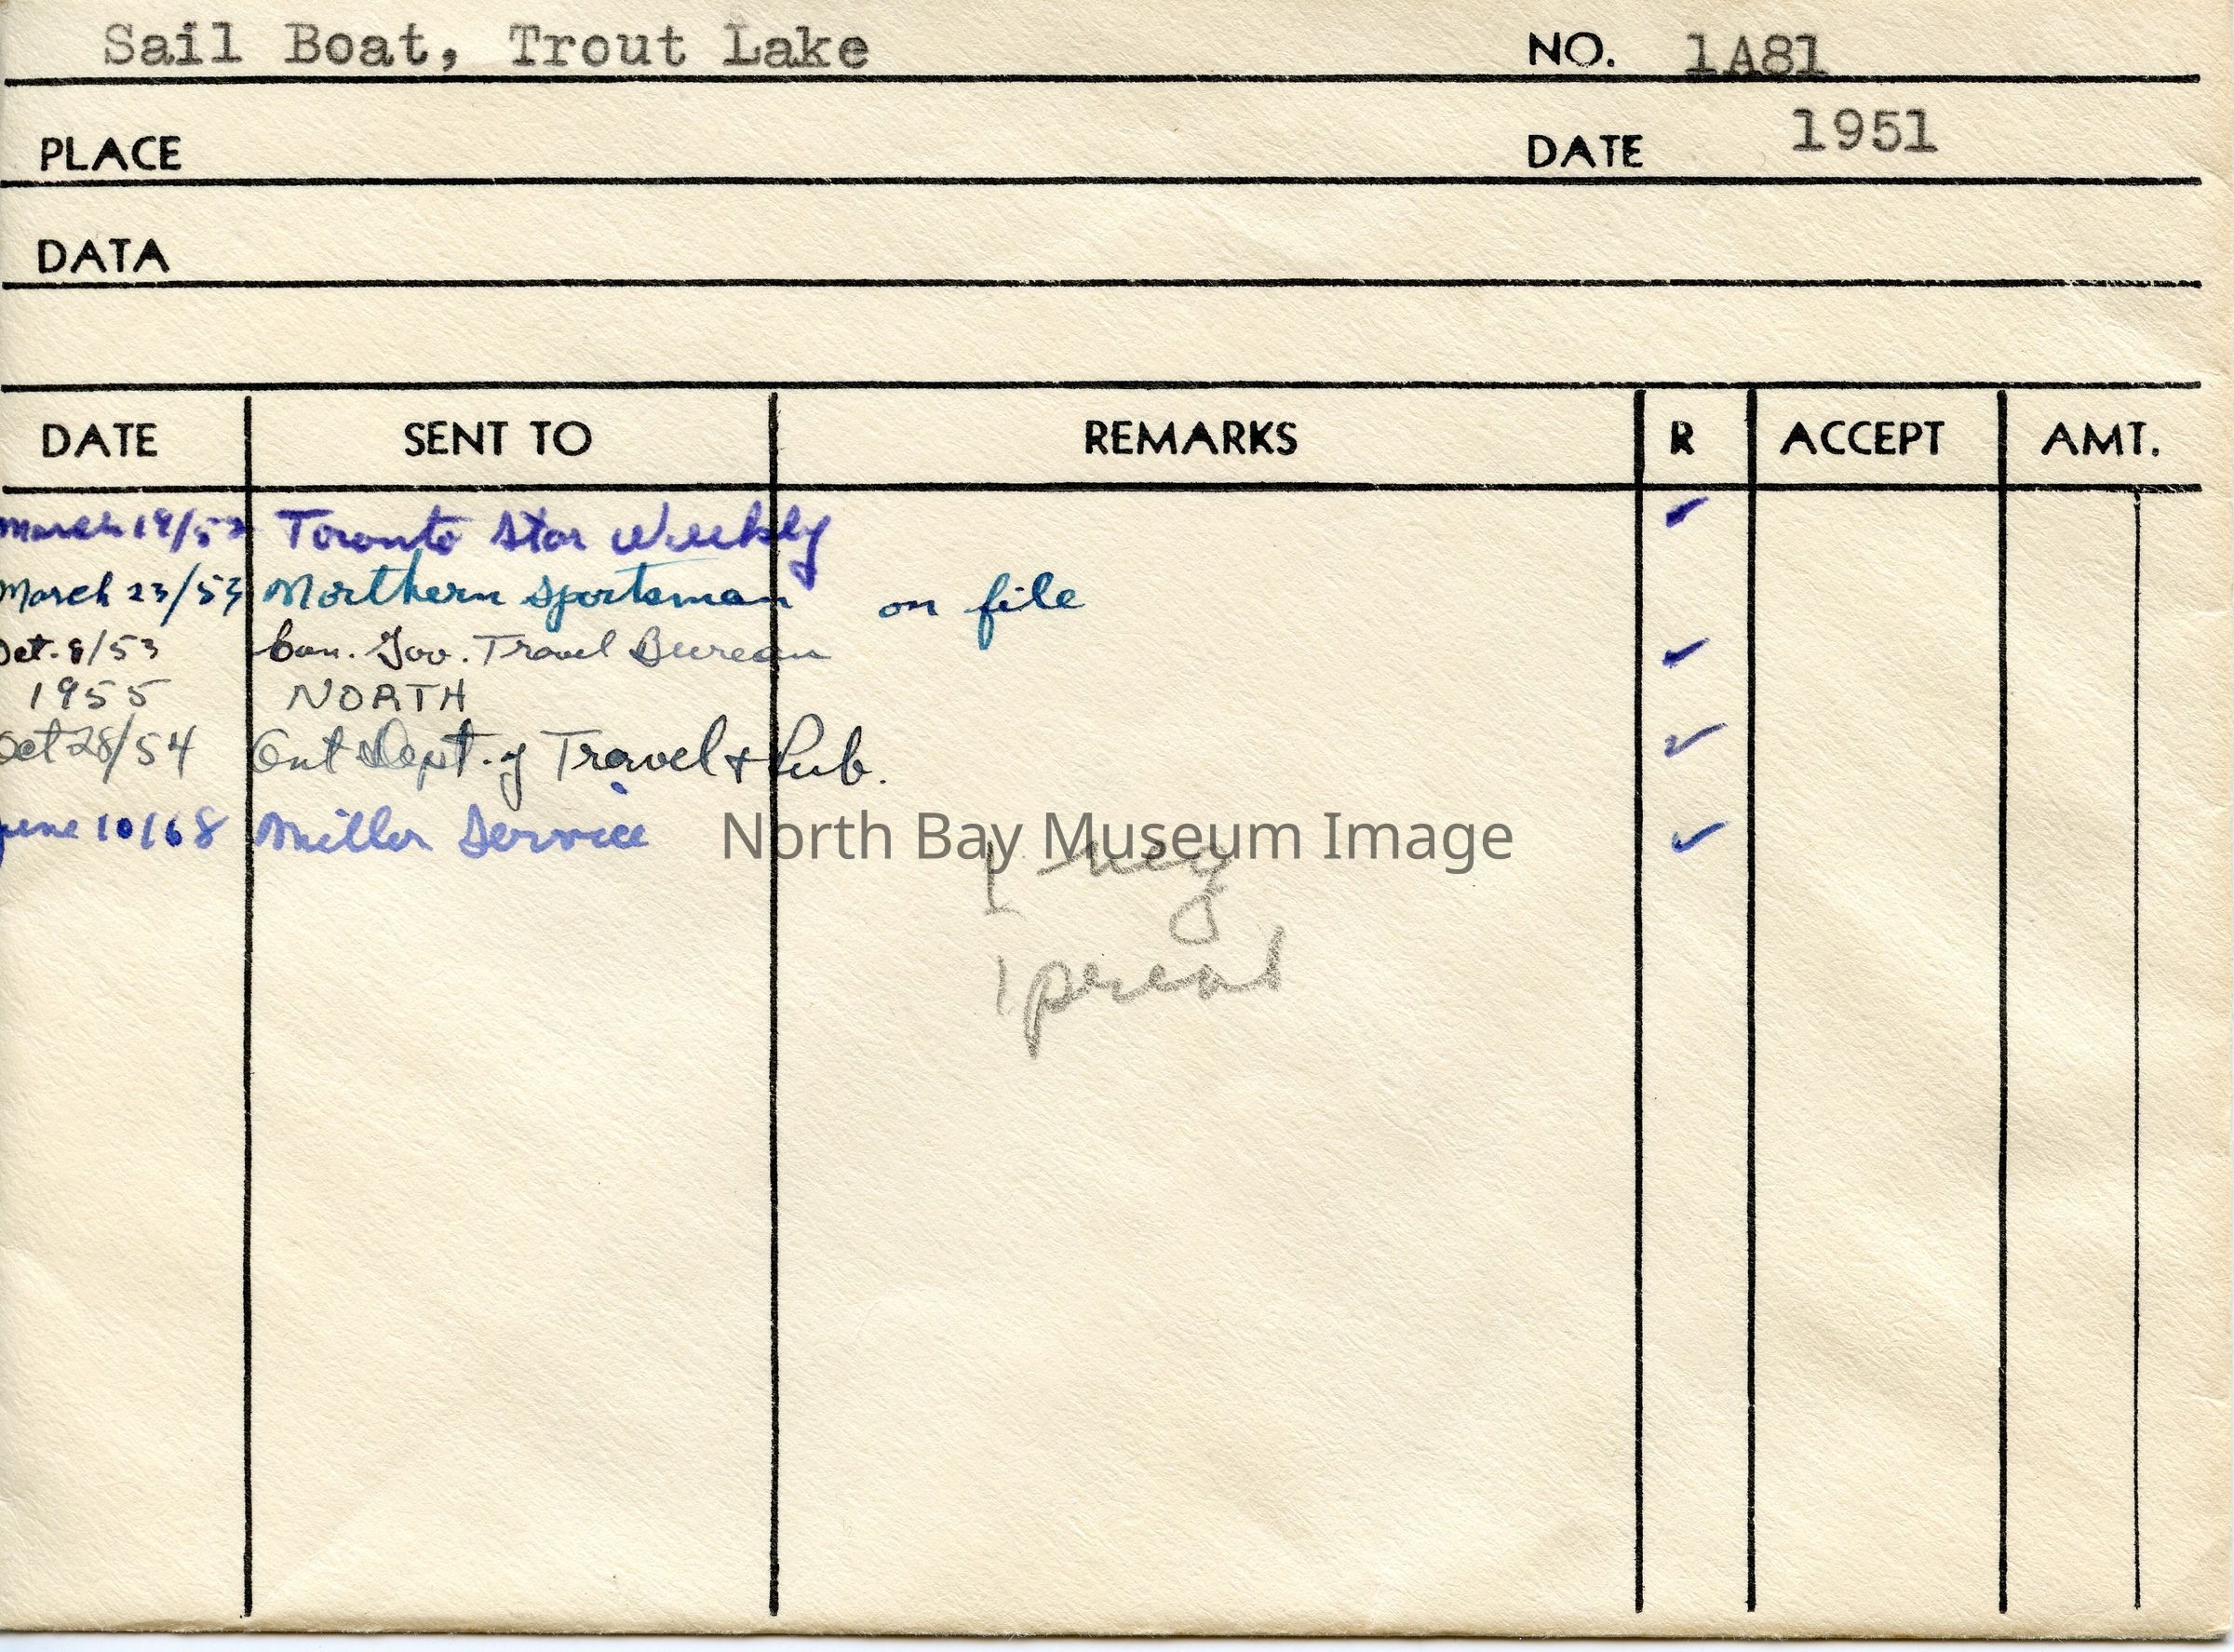 Sail Boat, Trout Lake NO. 1A81
PLACE DATE 1951
DATA
DATE SENT TO REMARKS R ACCEPT AMT.
March 19/52 Toronto Star Weekly ✓
March 23/53 Northern Sportsman on file
Oct. 8/53 Can. Gov. Travel Bureau ✓
1955 NORTH
Oct 28/54 Ont Dept. of Travel + Pub. ✓
June 10/68 Miller Service ✓
North Bay Museum Image
1 neg
1